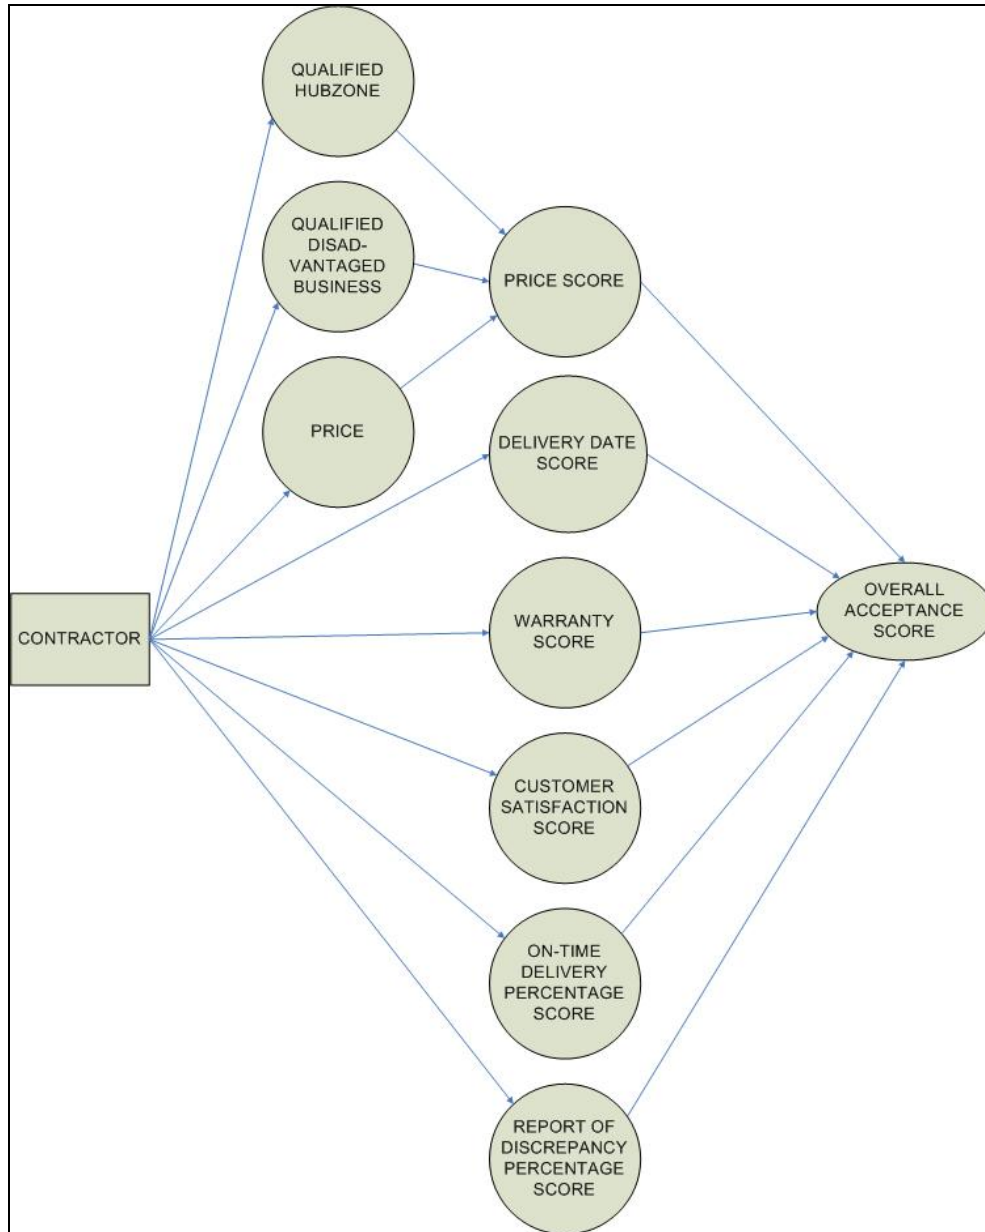 QUALIFIED
HUBZONE
QUALIFIED
DISAD-
VANTAGED
BUSINESS
PRICE SCORE
PRICE
DELIVERY DATE
SCORE
OVERALL
ACCEPTANCE
SCORE
CONTRACTOR
WARRANTY
SCORE
CUSTOMER
SATISFACTION
SCORE
ON-TIME
DELIVERY
PERCENTAGE
SCORE
REPORT OF
DISCREPANCY
PERCENTAGE
SCORE